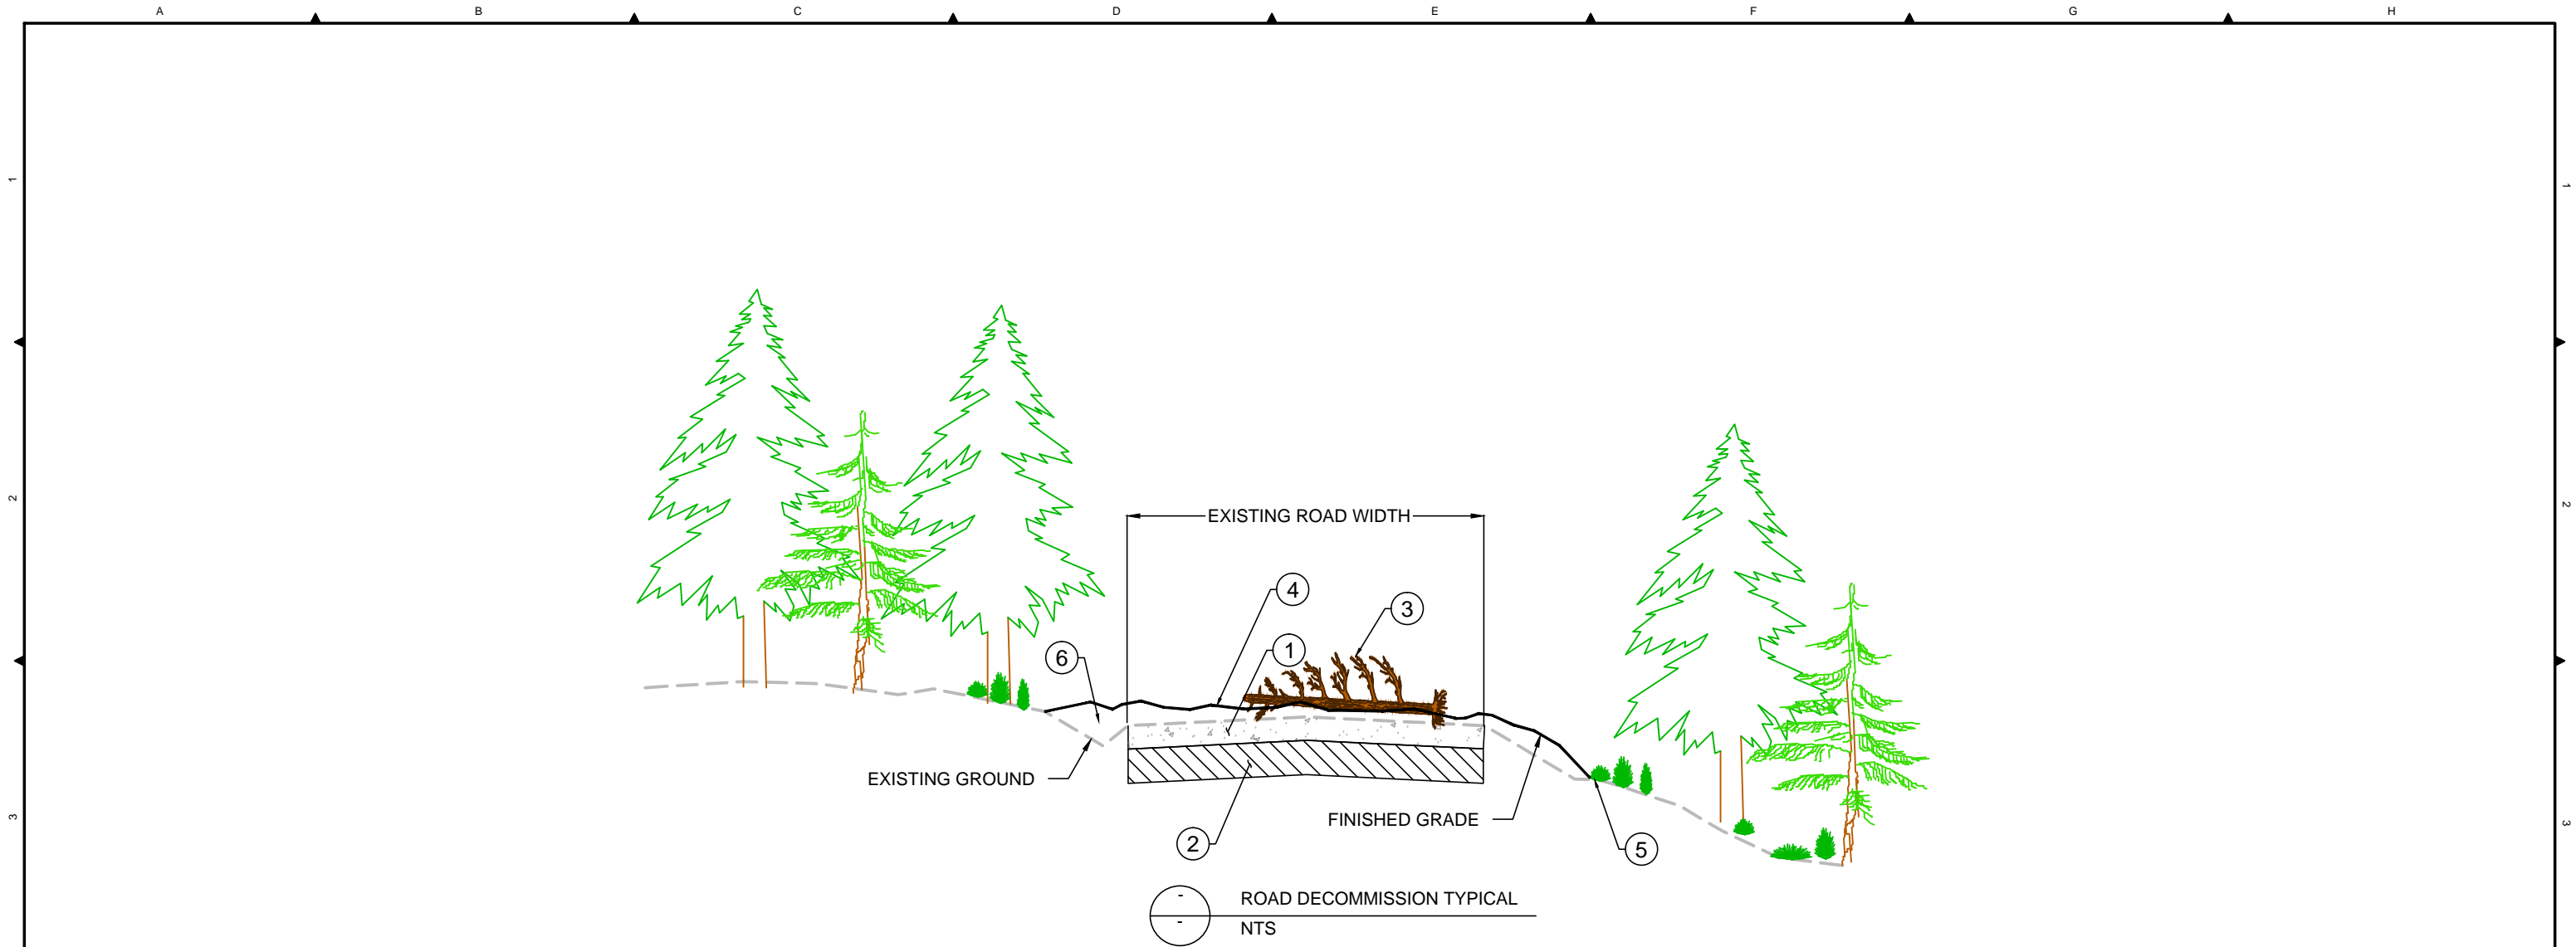 A B C D E F G H
1 1
2 2
EXISTING ROAD WIDTH
4
3
1
6
EXISTING GROUND
3 3
FINISHED GRADE
2
5
- ROAD DECOMMISSION TYPICAL
- NTS